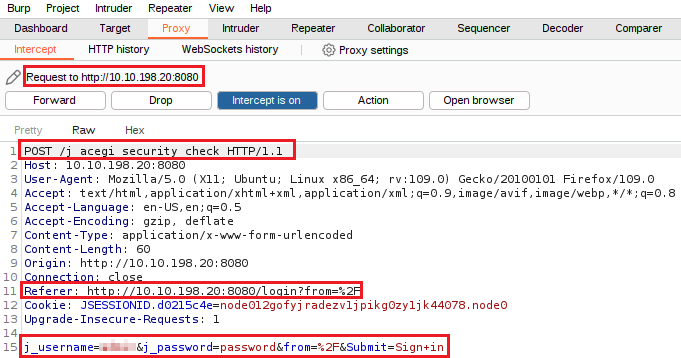 Burp Project Intruder Repeater View Help
Dashboard Target Proxy Intruder Repeater Collaborator Sequencer Decoder Comparer
Intercept HTTP history WebSockets history Proxy settings
Request to http://10.10.198.20:8080
Forward Drop Intercept is on Action Open browser
Pretty Raw Hex
1 POST /j_acegi_security_check HTTP/1.1
2 Host: 10.10.198.20:8080
3 User-Agent: Mozilla/5.0 (X11; Ubuntu; Linux x86_64; rv:109.0) Gecko/20100101 Firefox/109.0
4 Accept: text/html,application/xhtml+xml,application/xml;q=0.9,image/avif,image/webp,*/*;q=0.8
5 Accept-Language: en-US,en;q=0.5
6 Accept-Encoding: gzip, deflate
7 Content-Type: application/x-www-form-urlencoded
8 Content-Length: 60
9 Origin: http://10.10.198.20:8080
10 Connection: close
11 Referer: http://10.10.198.20:8080/login?from=%2F
12 Cookie: JSESSIONID.d0215c4e=node012gofyjradezv1jpikg0zy1jk44078.node0
13 Upgrade-Insecure-Requests: 1
14
15 j_username=&j_password=password&from=%2F&Submit=Sign+in